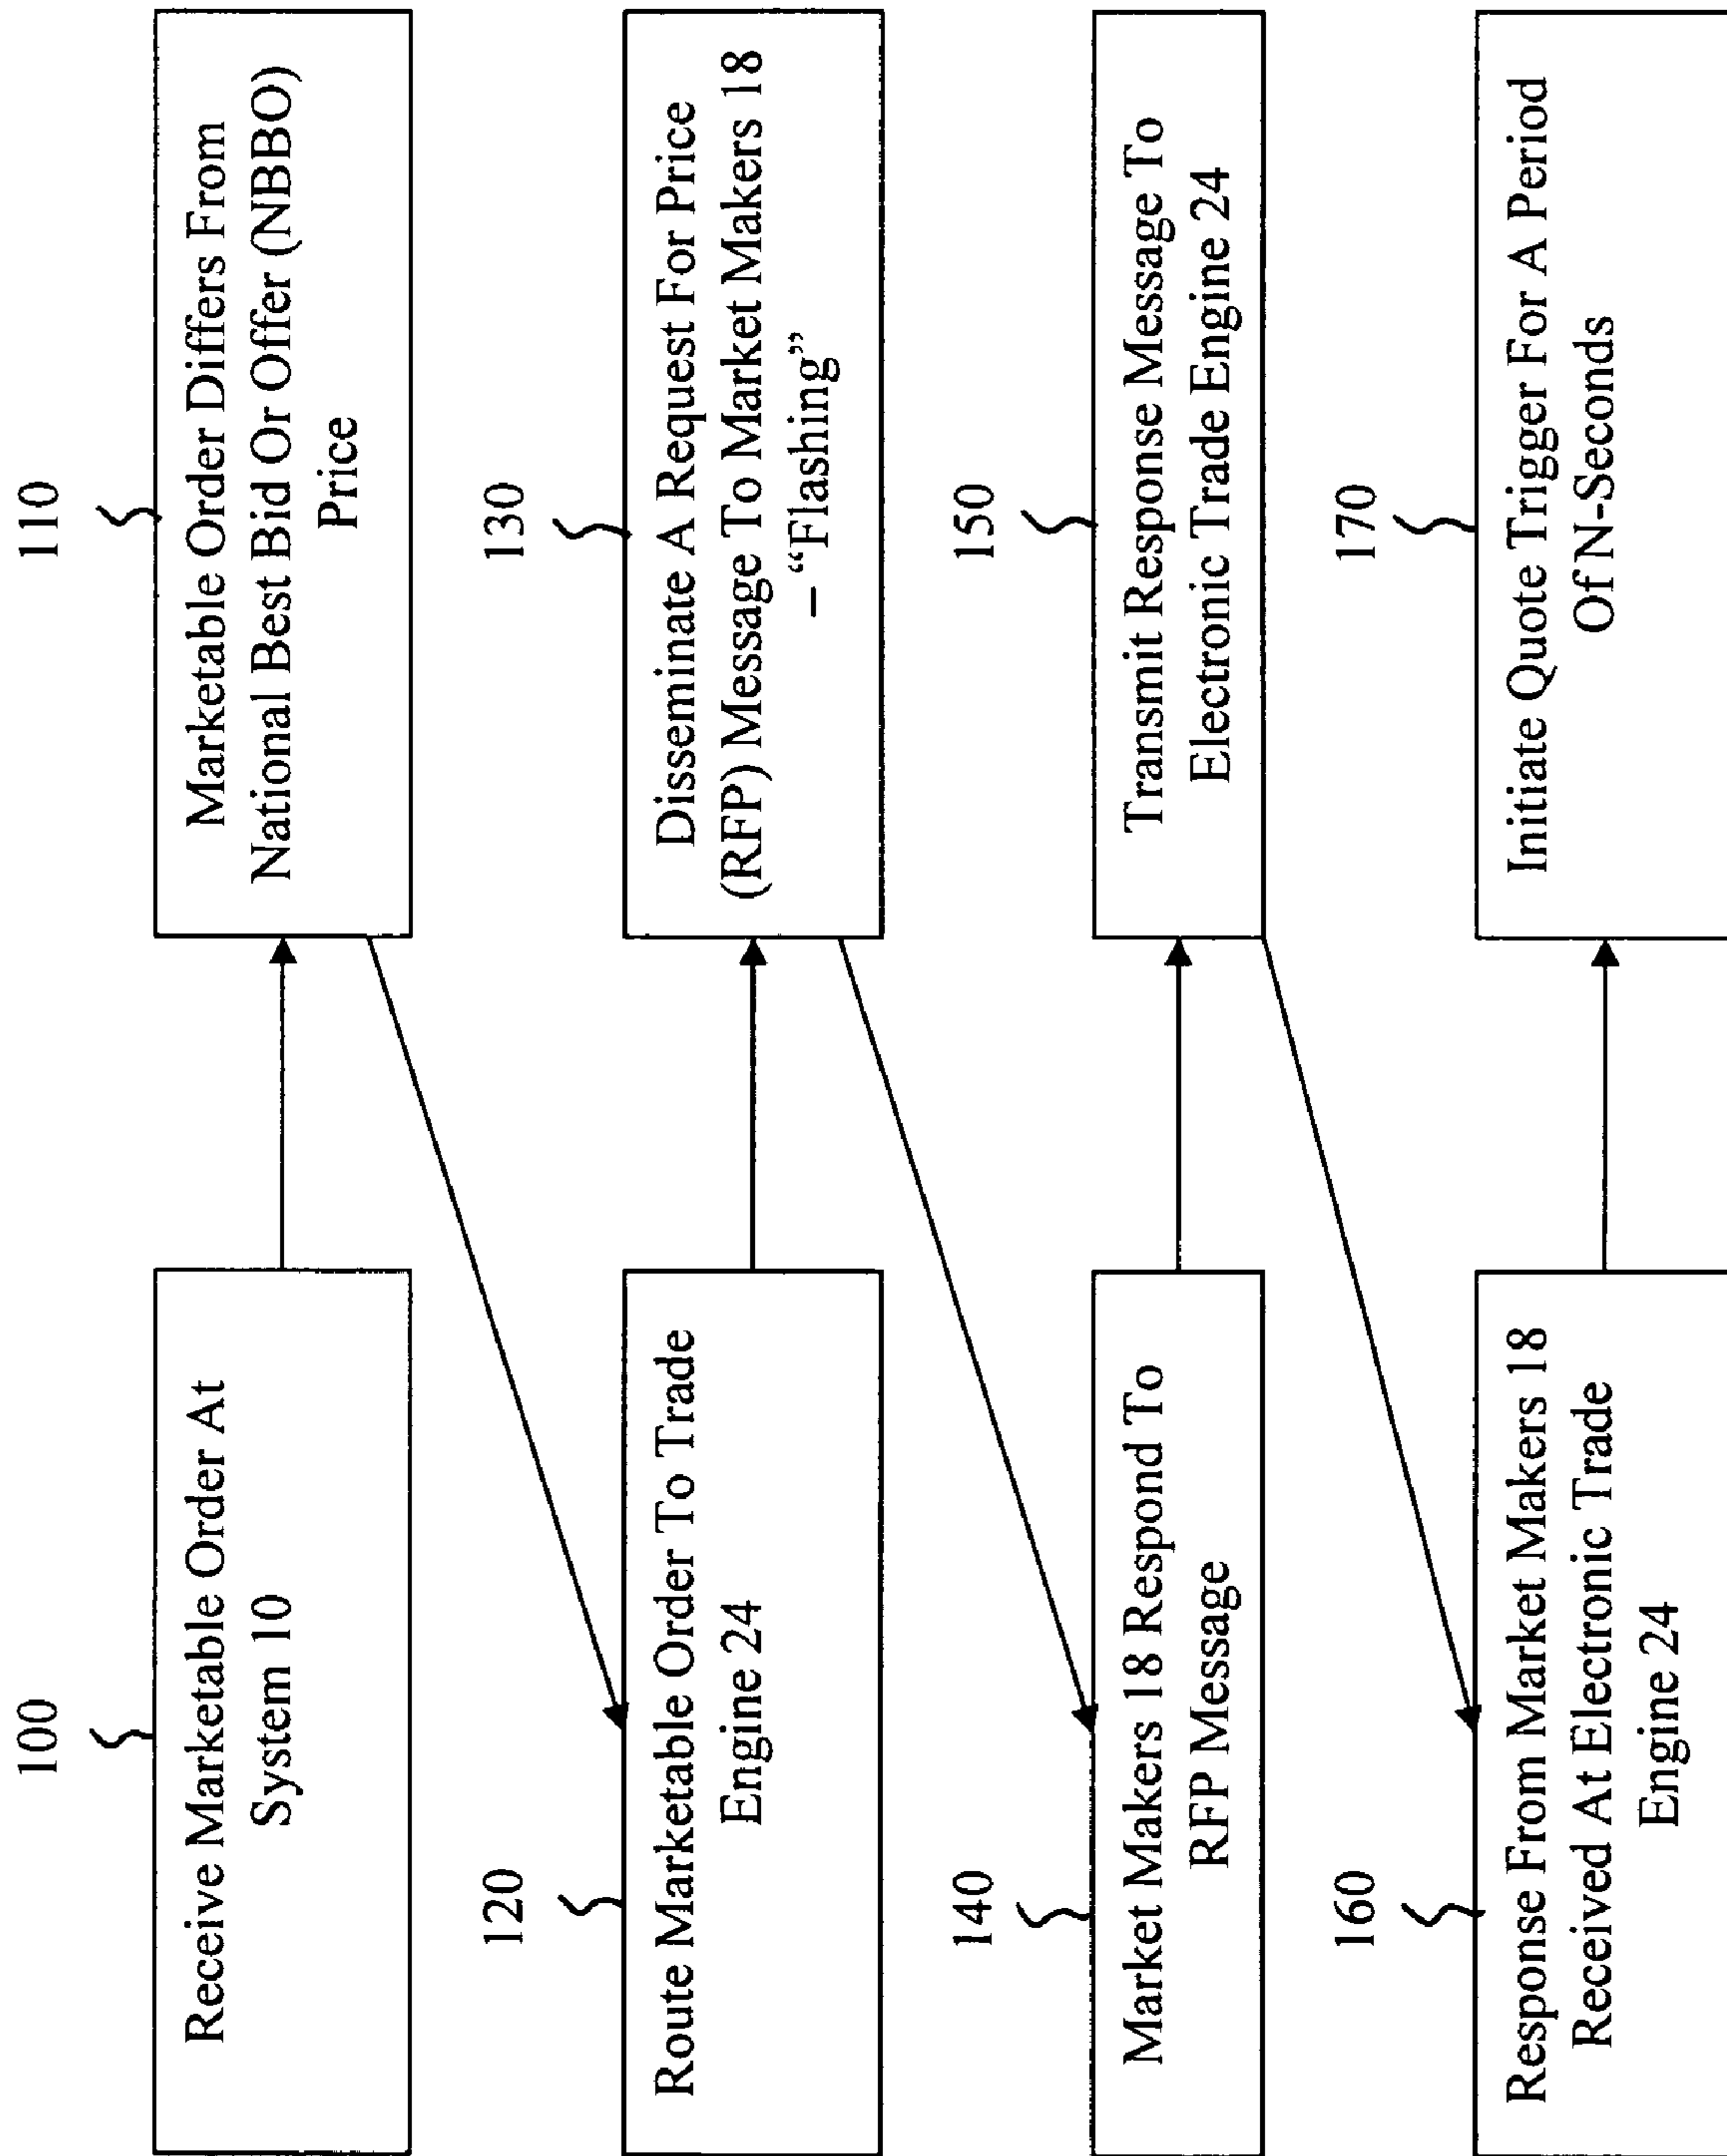 100
Receive Marketable Order At
System 10
110
Marketable Order Differs From
National Best Bid Or Offer (NBBO)
Price
120
Route Marketable Order To Trade
Engine 24
130
Disseminate A Request For Price
(RFP) Message To Market Makers 18
– “Flashing”
140
Market Makers 18 Respond To
RFP Message
150
Transmit Response Message To
Electronic Trade Engine 24
160
Response From Market Makers 18
Received At Electronic Trade
Engine 24
170
Initiate Quote Trigger For A Period
Of N-Seconds